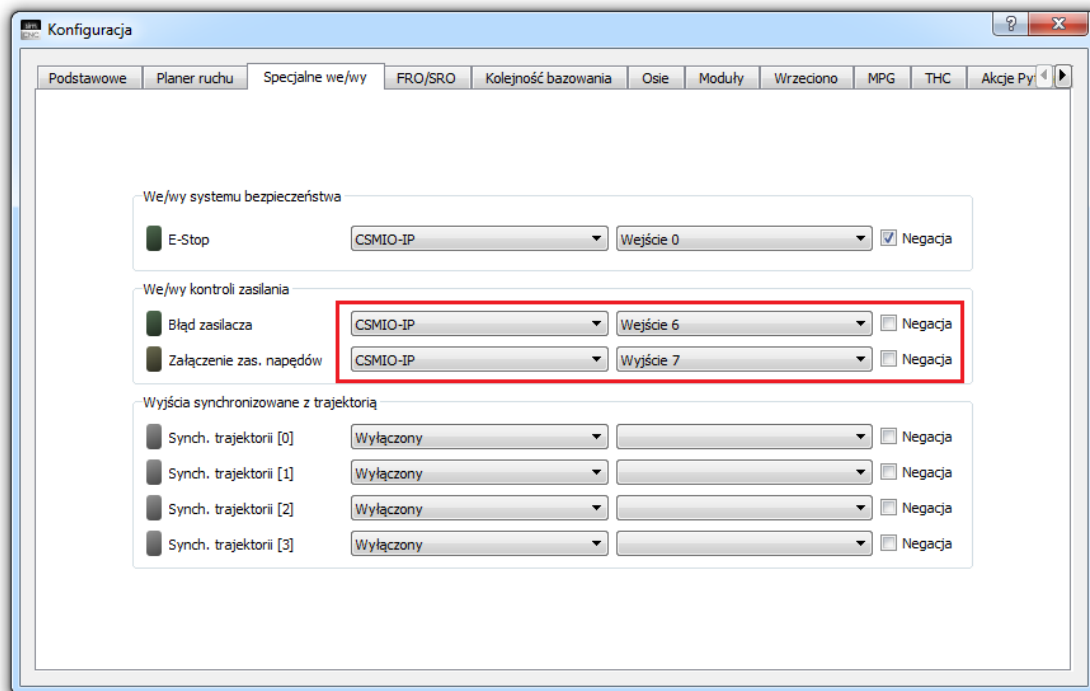 Konfiguracja
Podstawowe Planer ruchu Specjalne we/wy FRO/SRO Kolejność bazowania Osie Moduły Wrzeciono MPG THC Akcje Py
We/wy systemu bezpieczeństwa
E-Stop CSMIO-IP Wejście 0 Negacja
We/wy kontroli zasilania
Błąd zasilacza CSMIO-IP Wejście 6 Negacja
Załączenie zas. napędów CSMIO-IP Wyjście 7 Negacja
Wyjścia synchronizowane z trajektorią
Synch. trajektorii [0] Wyłączony Negacja
Synch. trajektorii [1] Wyłączony Negacja
Synch. trajektorii [2] Wyłączony Negacja
Synch. trajektorii [3] Wyłączony Negacja